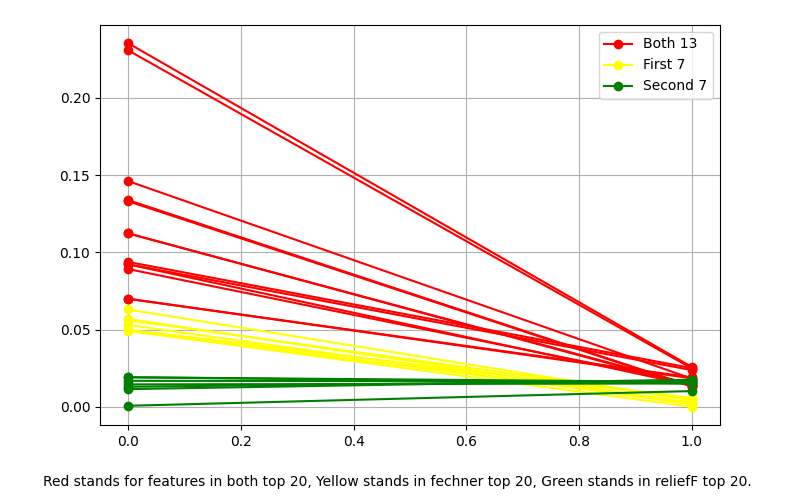 Both 13
First 7
Second 7
0.20
0.15
0.10
0.05
0.00
0.0 0.2 0.4 0.6 0.8 1.0
Red stands for features in both top 20, Yellow stands in fechner top 20, Green stands in reliefF top 20.